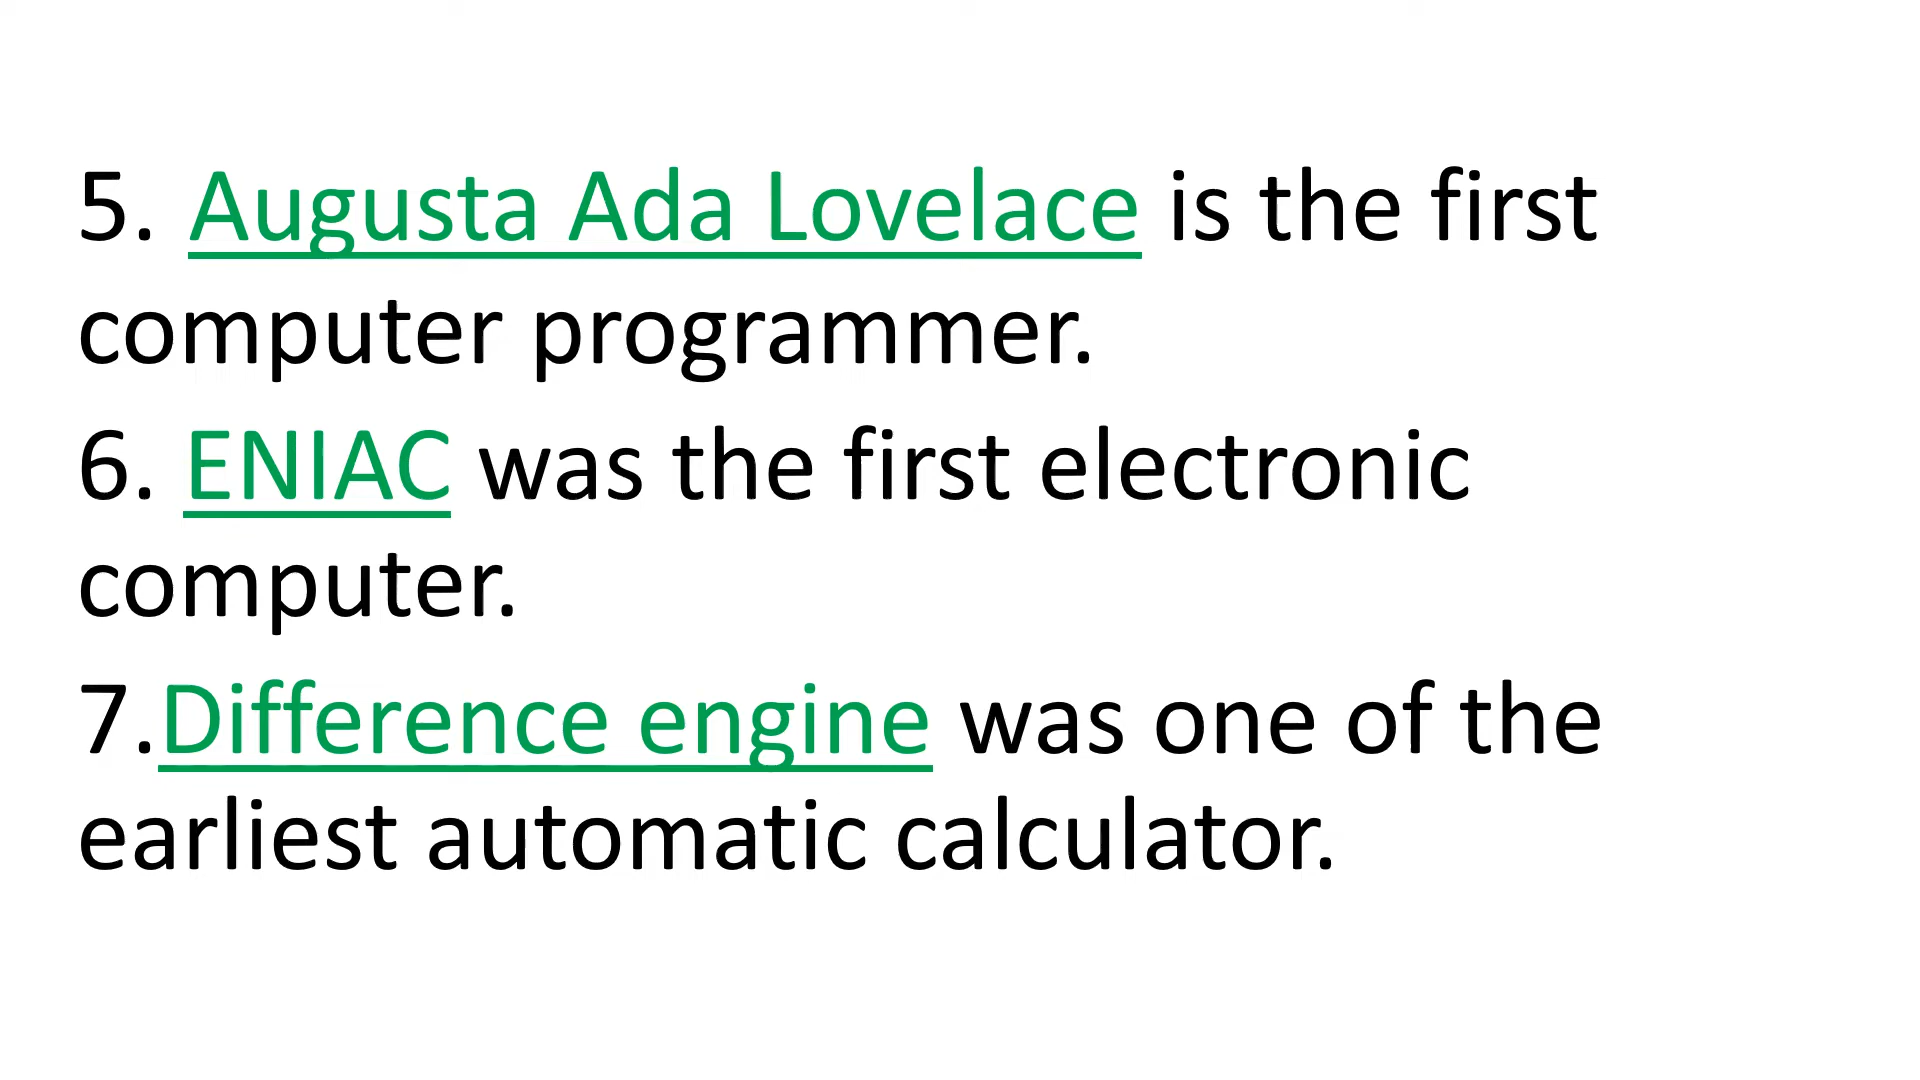 5. Augusta Ada Lovelace is the first
computer programmer.
6. ENIAC was the first electronic
computer.
7.Difference engine was one of the
earliest automatic calculator.